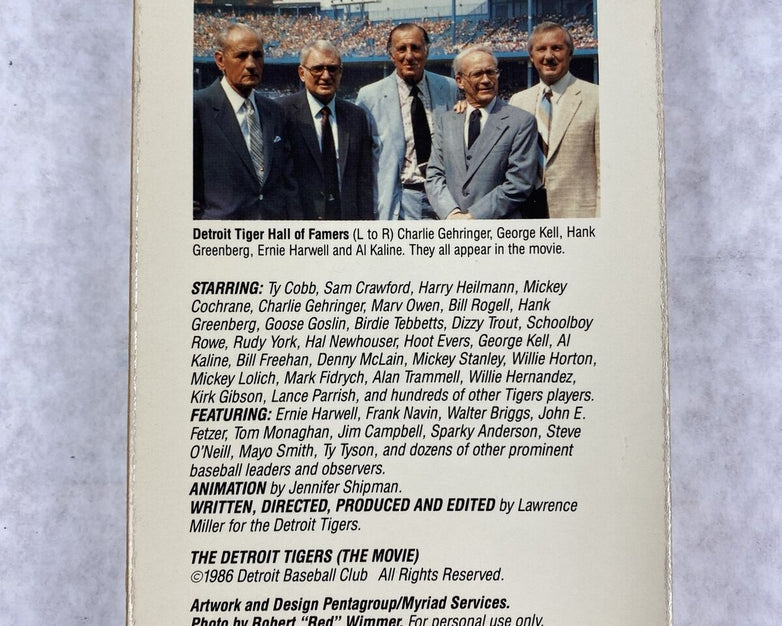 Detroit Tiger Hall of Famers (L to R) Charlie Gehringer, George Kell, Hank
Greenberg, Ernie Harwell and Al Kaline. They all appear in the movie.
STARRING: Ty Cobb, Sam Crawford, Harry Heilmann, Mickey
Cochrane, Charlie Gehringer, Marv Owen, Bill Rogell, Hank
Greenberg, Goose Goslin, Birdie Tebbetts, Dizzy Trout, Schoolboy
Rowe, Rudy York, Hal Newhouser, Hoot Evers, George Kell, Al
Kaline, Bill Freehan, Denny McLain, Mickey Stanley, Willie Horton,
Mickey Lolich, Mark Fidrych, Alan Trammell, Willie Hernandez,
Kirk Gibson, Lance Parrish, and hundreds of other Tigers players.
FEATURING: Ernie Harwell, Frank Navin, Walter Briggs, John E.
Fetzer, Tom Monaghan, Jim Campbell, Sparky Anderson, Steve
O'Neill, Mayo Smith, Ty Tyson, and dozens of other prominent
baseball leaders and observers.
ANIMATION by Jennifer Shipman.
WRITTEN, DIRECTED, PRODUCED AND EDITED by Lawrence
Miller for the Detroit Tigers.
THE DETROIT TIGERS (THE MOVIE)
©1986 Detroit Baseball Club All Rights Reserved.
Artwork and Design Pentagroup/Myriad Services.
Photo by Robert “Red” Wimmer. For personal use only.